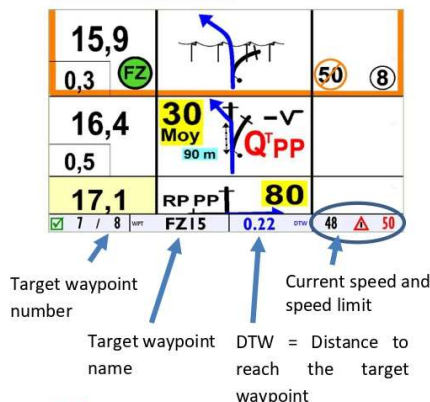 15,9
0,3 FZ
50 8
16,4
0,5
30
Moy
90 m
QTPP
17,1
RP PP 80
7 / 8 WPT FZ15 0.22 DTW 48 50
Target waypoint
number
Current speed and
speed limit
Target waypoint
name
DTW = Distance to
reach the target
waypoint